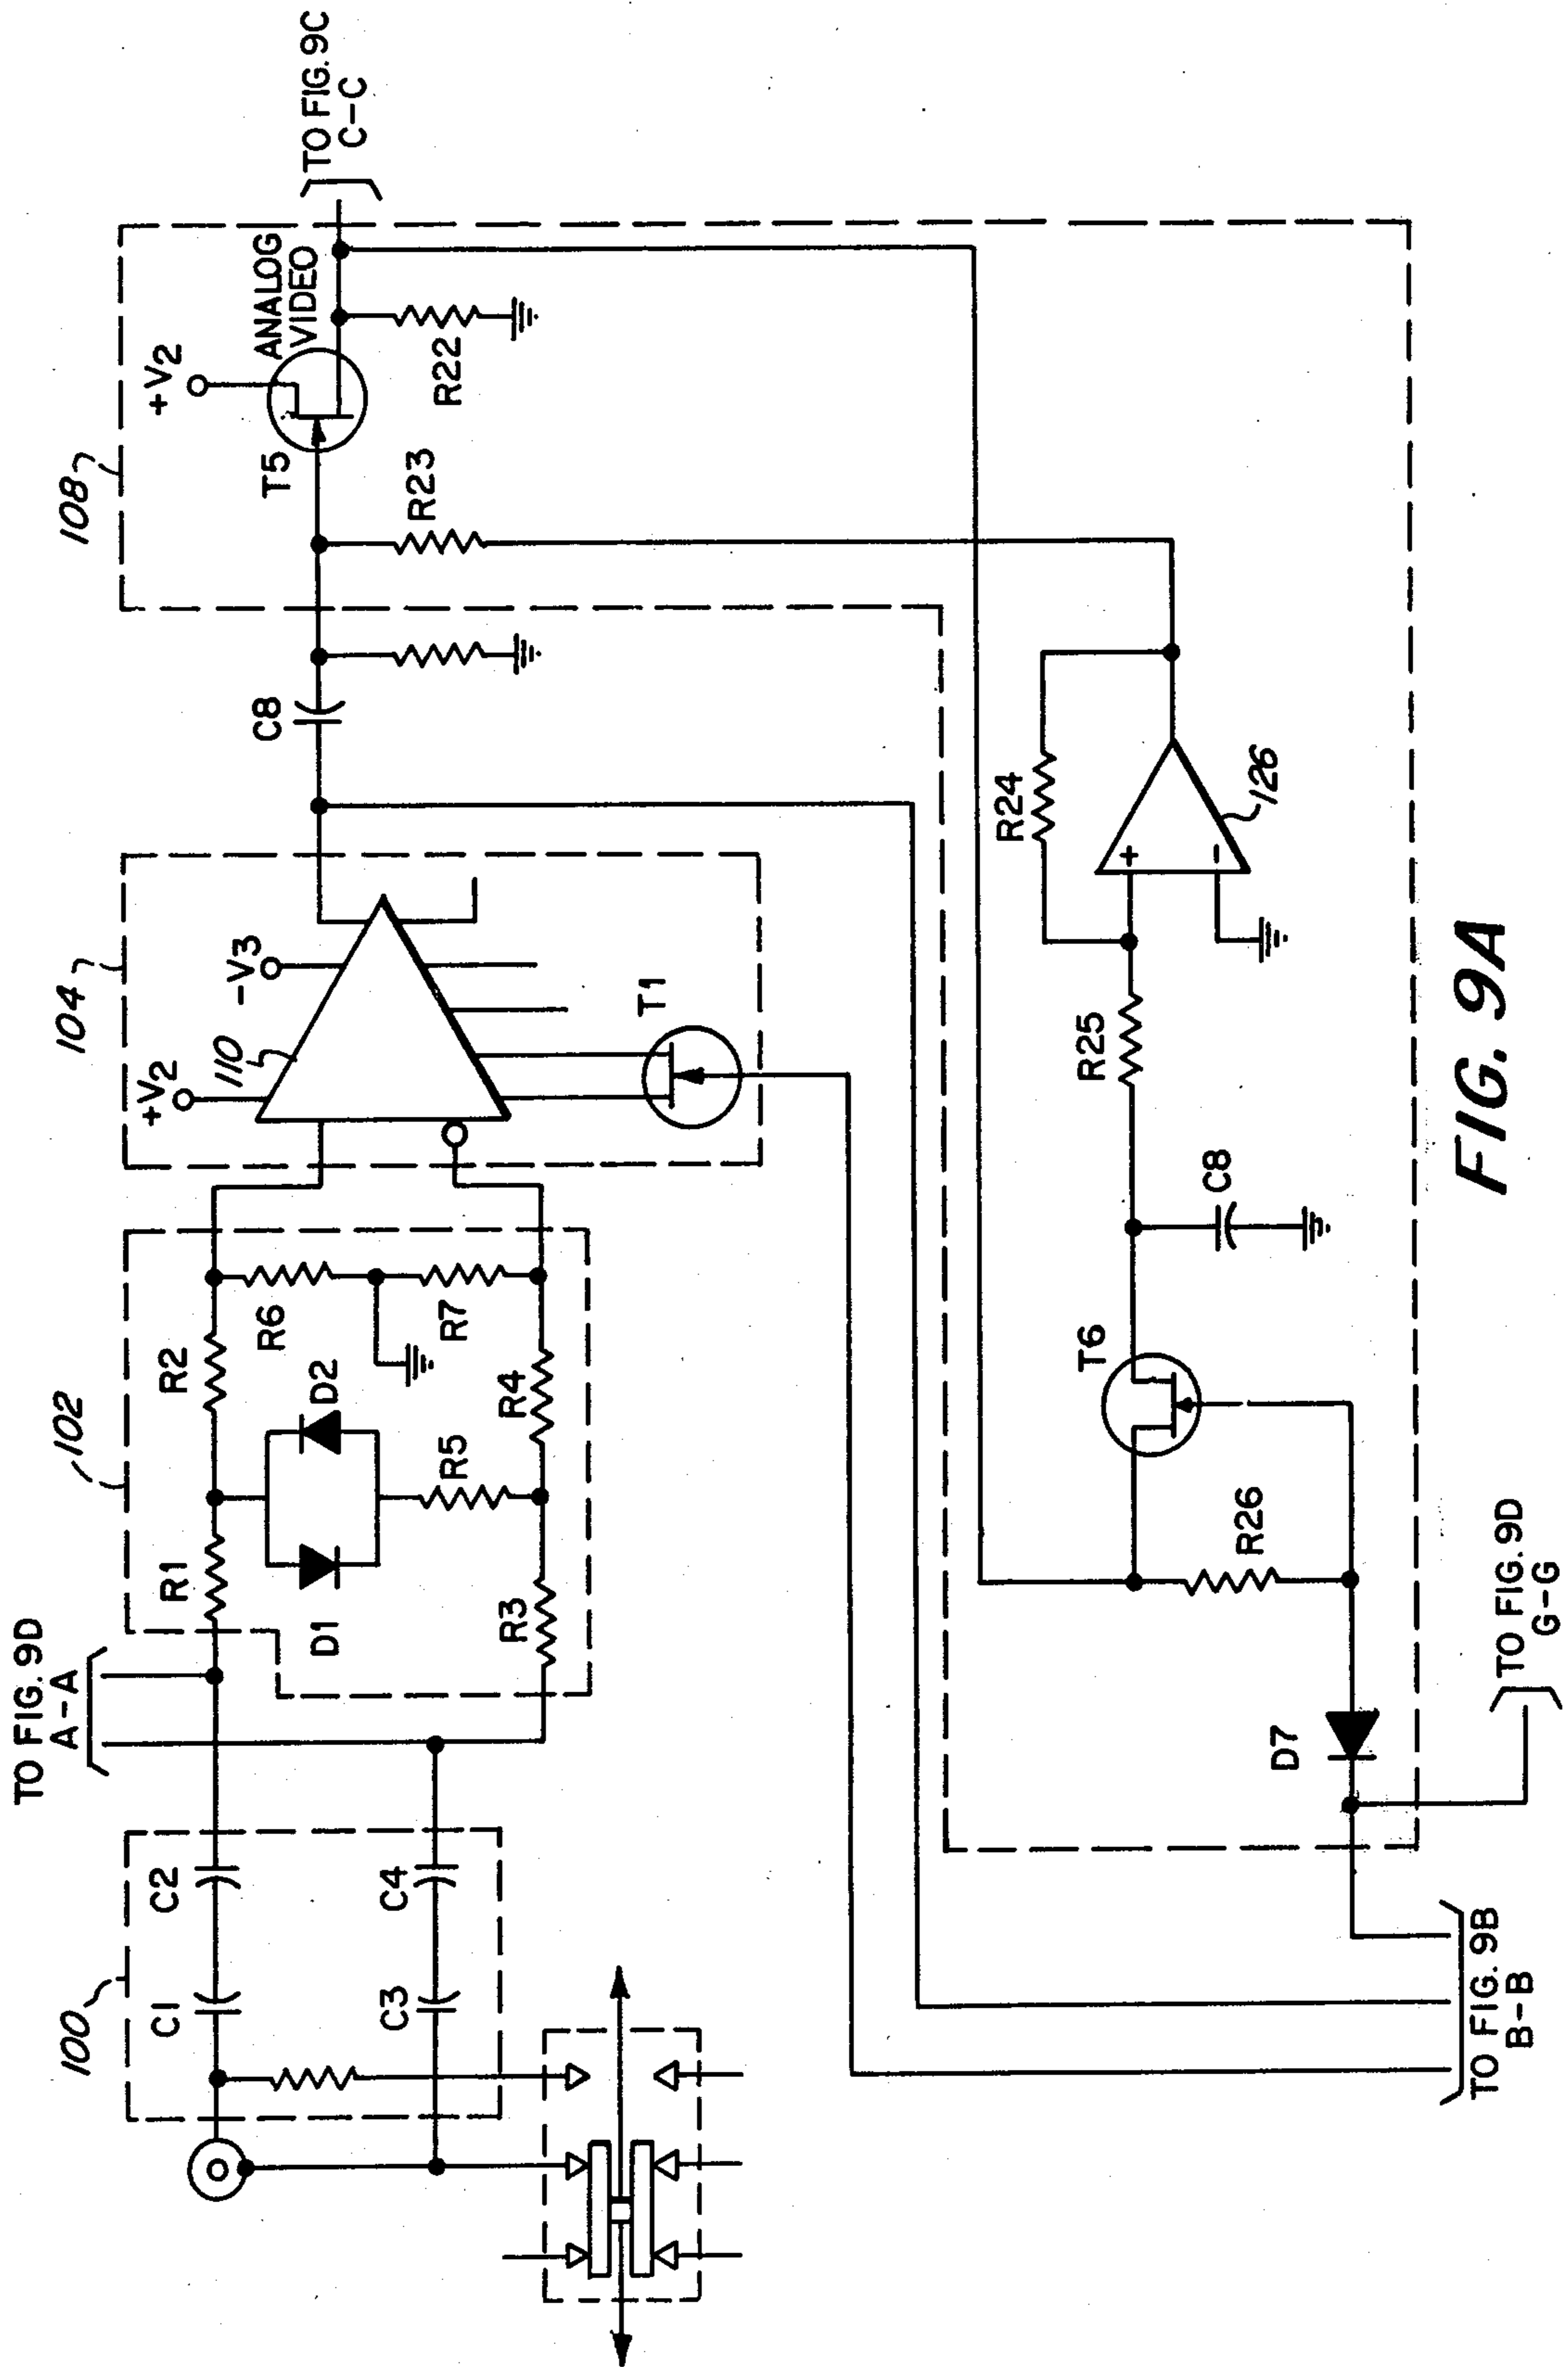 TO FIG. 9D
A-A
100
C1
C2
C3
C4
102
R1
R2
D1
D2
R3
R5
R4
R6
R7
104
+V2
-V3
110
T1
C8
108
+V2
T5
ANALOG
VIDEO
R23
R22
TO FIG. 9C
C-C
R24
R25
+
-
126
T6
C8
R26
D7
TO FIG. 9D
G-G
TO FIG. 9B
B-B
FIG. 9A